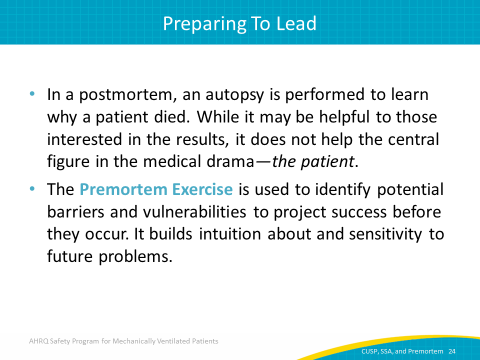 Preparing To Lead
• In a postmortem, an autopsy is performed to learn
why a patient died. While it may be helpful to those
interested in the results, it does not help the central
figure in the medical drama—the patient.
• The Premortem Exercise is used to identify potential
barriers and vulnerabilities to project success before
they occur. It builds intuition about and sensitivity to
future problems.
AHRQ Safety Program for Mechanically Ventilated Patients
CUSP, SSA, and Premortem 24